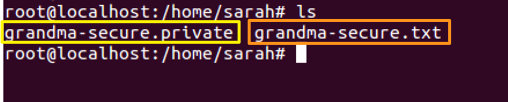 root@localhost:/home/sarah# ls
grandma-secure.private grandma-secure.txt
root@localhost:/home/sarah#